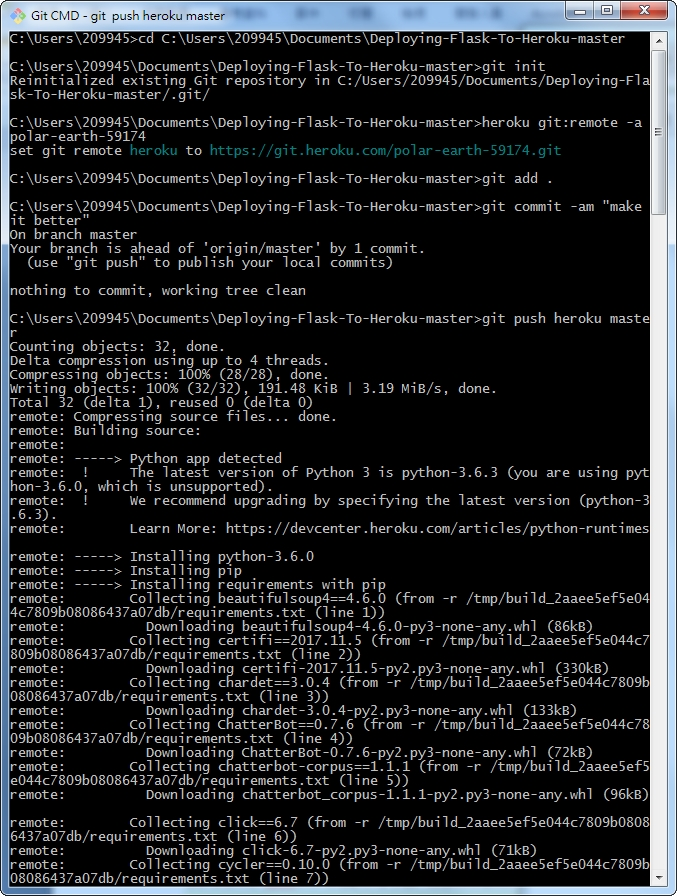 Git CMD - git push heroku master
C:\Users\209945>cd C:\Users\209945\Documents\Deploying-Flask-To-Heroku-master
C:\Users\209945\Documents\Deploying-Flask-To-Heroku-master>git init
Reinitialized existing Git repository in C:/Users/209945/Documents/Deploying-Fla
sk-To-Heroku-master/.git/
C:\Users\209945\Documents\Deploying-Flask-To-Heroku-master>heroku git:remote -a
polar-earth-59174
set git remote heroku to https://git.heroku.com/polar-earth-59174.git
C:\Users\209945\Documents\Deploying-Flask-To-Heroku-master>git add .
C:\Users\209945\Documents\Deploying-Flask-To-Heroku-master>git commit -am "make
it better"
On branch master
Your branch is ahead of 'origin/master' by 1 commit.
(use "git push" to publish your local commits)
nothing to commit, working tree clean
C:\Users\209945\Documents\Deploying-Flask-To-Heroku-master>git push heroku maste
r
Counting objects: 32, done.
Delta compression using up to 4 threads.
Compressing objects: 100% (28/28), done.
Writing objects: 100% (32/32), 191.48 KiB | 3.19 MiB/s, done.
Total 32 (delta 1), reused 0 (delta 0)
remote: Compressing source files... done.
remote: Building source:
remote:
remote: -----> Python app detected
remote:  !     The latest version of Python 3 is python-3.6.3 (you are using pyt
hon-3.6.0, which is unsupported).
remote:  !     We recommend upgrading by specifying the latest version (python-3
.6.3).
remote:        Learn More: https://devcenter.heroku.com/articles/python-runtimes
remote: -----> Installing python-3.6.0
remote: -----> Installing pip
remote: -----> Installing requirements with pip
remote:        Collecting beautifulsoup4==4.6.0 (from -r /tmp/build_2aaee5ef5e04
4c7809b08086437a07db/requirements.txt (line 1))
remote:          Downloading beautifulsoup4-4.6.0-py3-none-any.whl (86kB)
remote:        Collecting certifi==2017.11.5 (from -r /tmp/build_2aaee5ef5e044c7
809b08086437a07db/requirements.txt (line 2))
remote:          Downloading certifi-2017.11.5-py2.py3-none-any.whl (330kB)
remote:        Collecting chardet==3.0.4 (from -r /tmp/build_2aaee5ef5e044c7809b
08086437a07db/requirements.txt (line 3))
remote:          Downloading chardet-3.0.4-py2.py3-none-any.whl (133kB)
remote:        Collecting ChatterBot==0.7.6 (from -r /tmp/build_2aaee5ef5e044c78
09b08086437a07db/requirements.txt (line 4))
remote:          Downloading ChatterBot-0.7.6-py2.py3-none-any.whl (72kB)
remote:        Collecting chatterbot-corpus==1.1.1 (from -r /tmp/build_2aaee5ef5
e044c7809b08086437a07db/requirements.txt (line 5))
remote:          Downloading chatterbot_corpus-1.1.1-py2.py3-none-any.whl (96kB)
remote:        Collecting click==6.7 (from -r /tmp/build_2aaee5ef5e044c7809b0808
6437a07db/requirements.txt (line 6))
remote:          Downloading click-6.7-py2.py3-none-any.whl (71kB)
remote:        Collecting cycler==0.10.0 (from -r /tmp/build_2aaee5ef5e044c7809b
08086437a07db/requirements.txt (line 7))